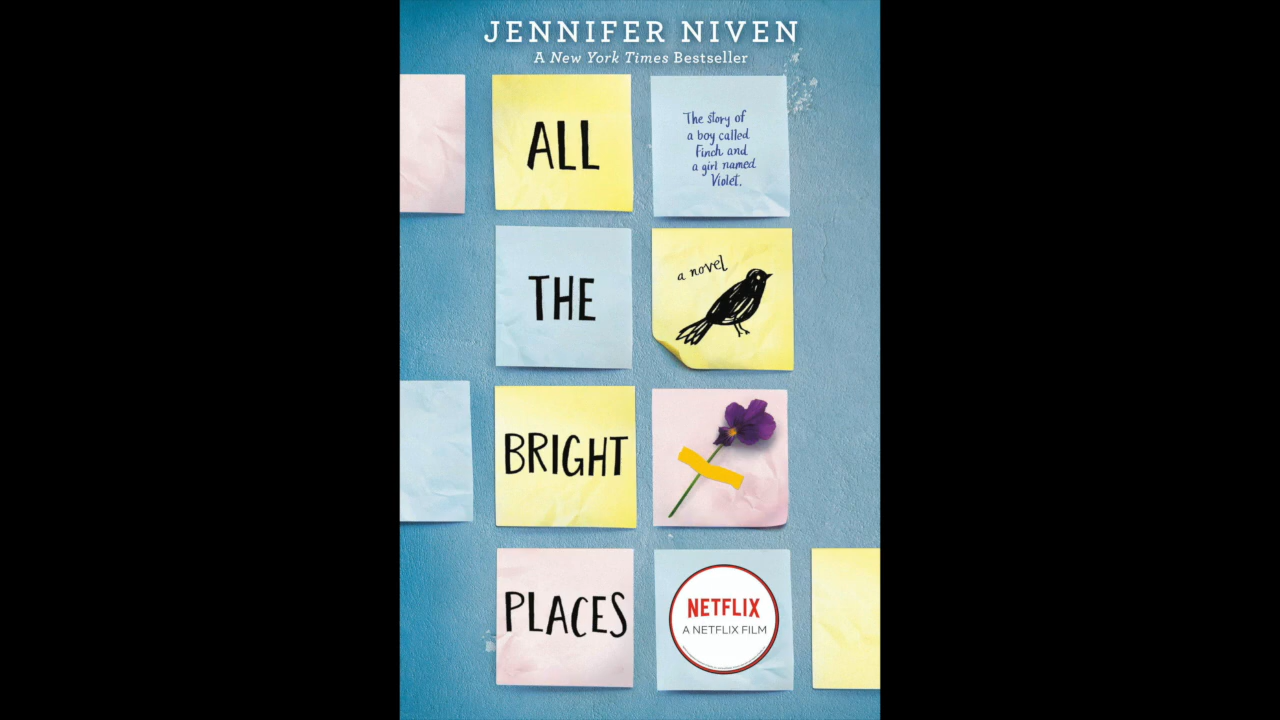 JENNIFER NIVEN
A New York Times Bestseller
ALL
The story of
a boy called
Finch and
a girl named
Violet.
THE
a novel
BRIGHT
PLACES
NETFLIX
A NETFLIX FILM